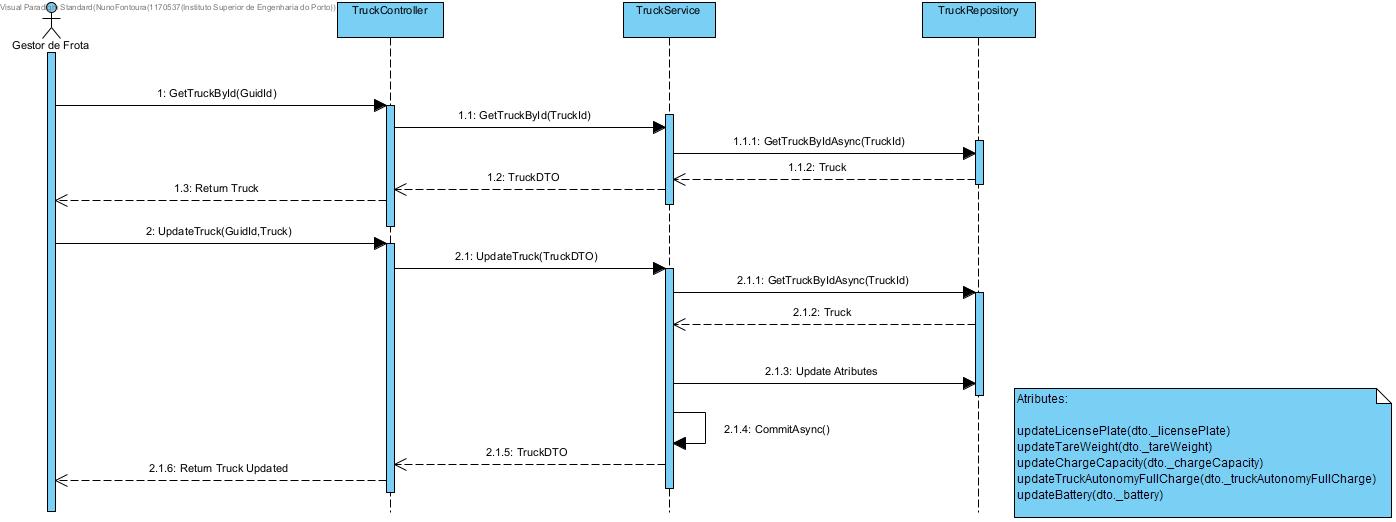 Visual Paradigm Standard(NunoFontoura(1170537(Instituto Superior de Engenharia do Porto))
Gestor de Frota
TruckController
TruckService
TruckRepository
1: GetTruckById(GuidId)
1.1: GetTruckById(TruckId)
1.1.1: GetTruckByIdAsync(TruckId)
1.1.2: Truck
1.2: TruckDTO
1.3: Return Truck
2: UpdateTruck(GuidId,Truck)
2.1: UpdateTruck(TruckDTO)
2.1.1: GetTruckByIdAsync(TruckId)
2.1.2: Truck
2.1.3: Update Atributes
2.1.4: CommitAsync()
2.1.5: TruckDTO
2.1.6: Return Truck Updated
Atributes:
updateLicensePlate(dto._licensePlate)
updateTareWeight(dto._tareWeight)
updateChargeCapacity(dto._chargeCapacity)
updateTruckAutonomyFullCharge(dto._truckAutonomyFullCharge)
updateBattery(dto._battery)